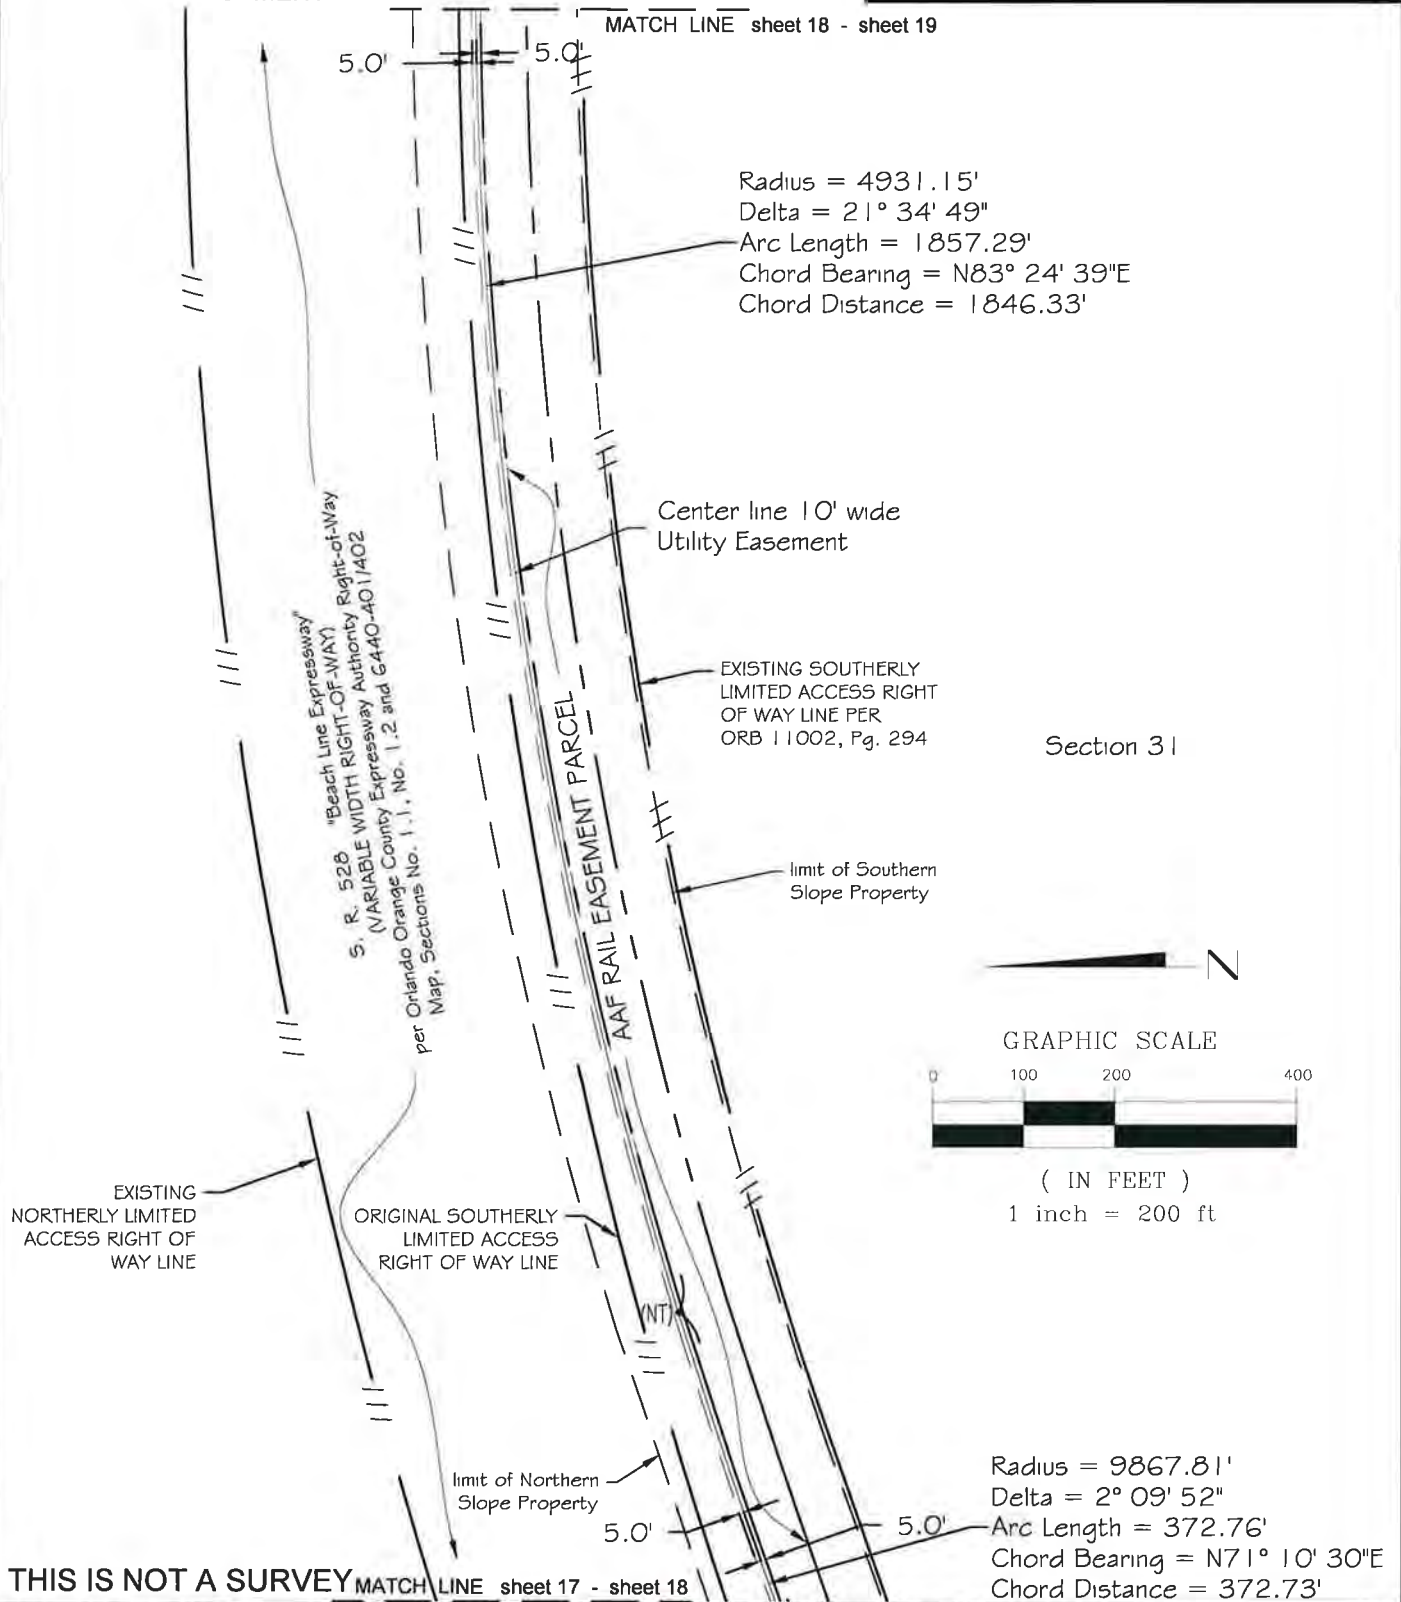 MATCH LINE sheet 18 - sheet 19
5.0'
5.0'
Radius = 4931.15'
Delta = 21° 34' 49"
Arc Length = 1857.29'
Chord Bearing = N83° 24' 39"E
Chord Distance = 1846.33'
Center line 10' wide
Utility Easement
S. R. 528 "Beach Line Expressway"
(VARIABLE WIDTH RIGHT-OF-WAY)
per Orlando Orange County Expressway Authority Right-of-Way
Map, Sections No. 1.1, No. 1.2 and 6440-401/402
AAF RAIL EASEMENT PARCEL
EXISTING SOUTHERLY
LIMITED ACCESS RIGHT
OF WAY LINE PER
ORB 11002, Pg. 294
Section 31
limit of Southern
Slope Property
N
GRAPHIC SCALE
0 100 200 400
( IN FEET )
1 inch = 200 ft
EXISTING
NORTHERLY LIMITED
ACCESS RIGHT OF
WAY LINE
ORIGINAL SOUTHERLY
LIMITED ACCESS
RIGHT OF WAY LINE
(NT)
limit of Northern
Slope Property
5.0'
5.0'
Radius = 9867.81'
Delta = 2° 09' 52"
Arc Length = 372.76'
Chord Bearing = N71° 10' 30"E
Chord Distance = 372.73'
THIS IS NOT A SURVEY
MATCH LINE sheet 17 - sheet 18